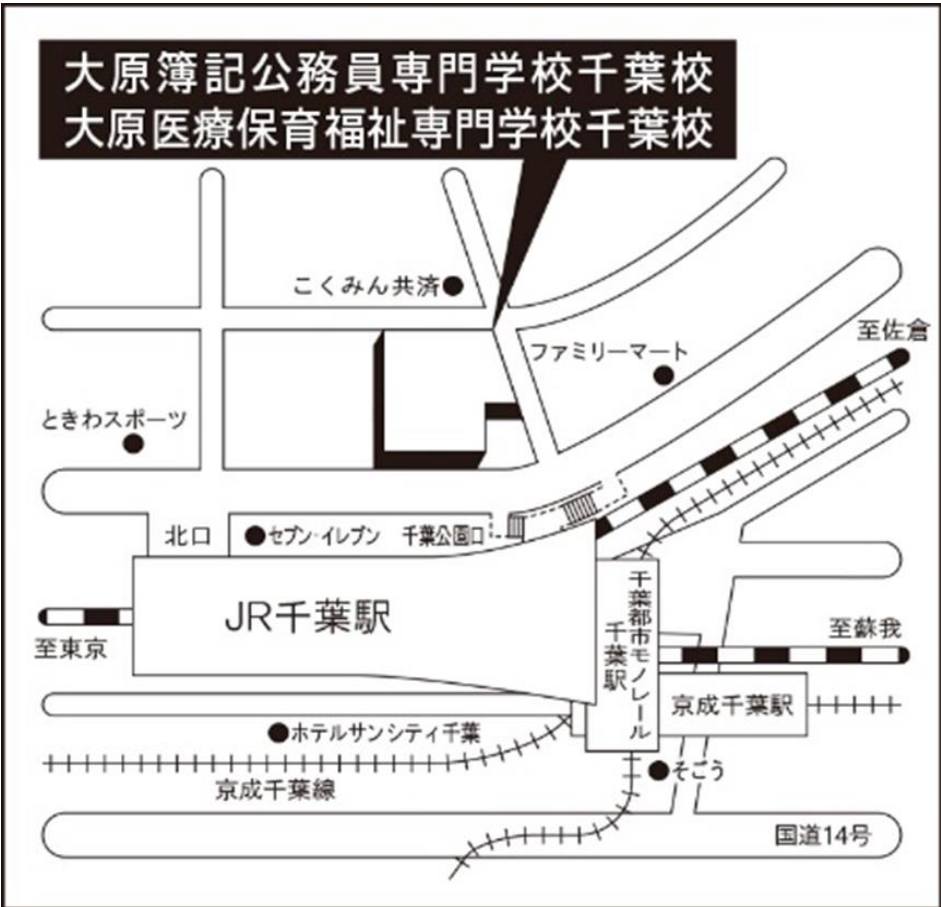 大原簿記公務員専門学校千葉校
大原医療保育福祉専門学校千葉校
こくみん共済
至佐倉
ファミリーマート
ときわスポーツ
北口
セブン-イレブン
千葉公園口
JR千葉駅
千葉都市モノレール
千葉駅
至東京
至蘇我
京成千葉駅
ホテルサンシティ千葉
そごう
京成千葉線
国道14号